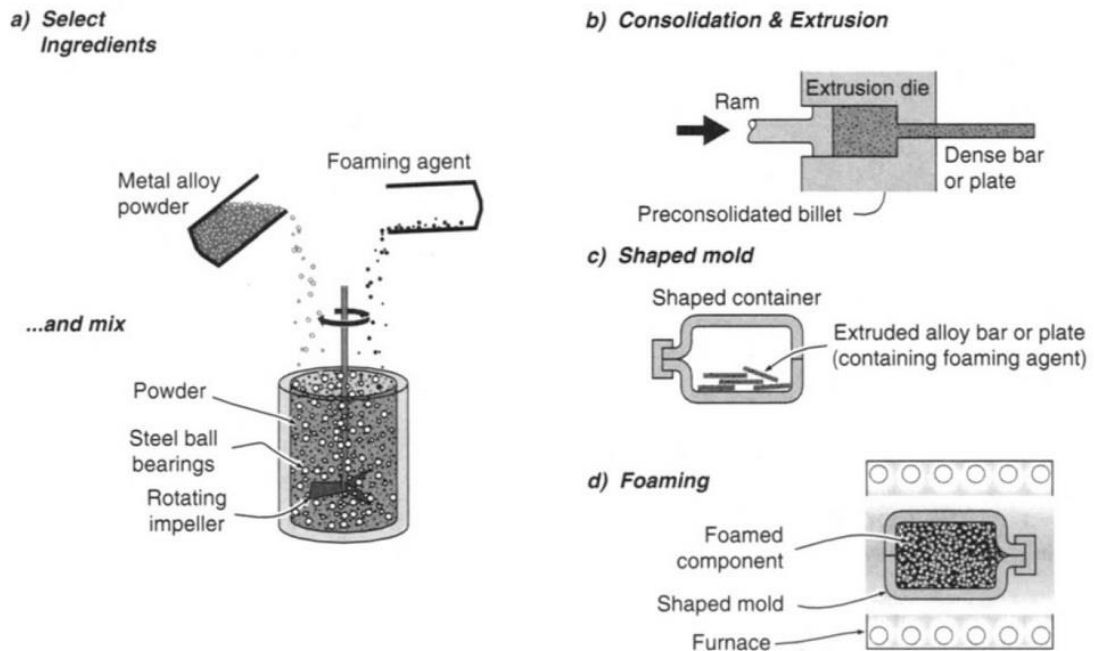 a) Select
Ingredients
Metal alloy
powder
Foaming agent
...and mix
Powder
Steel ball
bearings
Rotating
impeller
b) Consolidation & Extrusion
Extrusion die
Ram
Dense bar
or plate
Preconsolidated billet
c) Shaped mold
Shaped container
Extruded alloy bar or plate
(containing foaming agent)
d) Foaming
Foamed
component
Shaped mold
Furnace